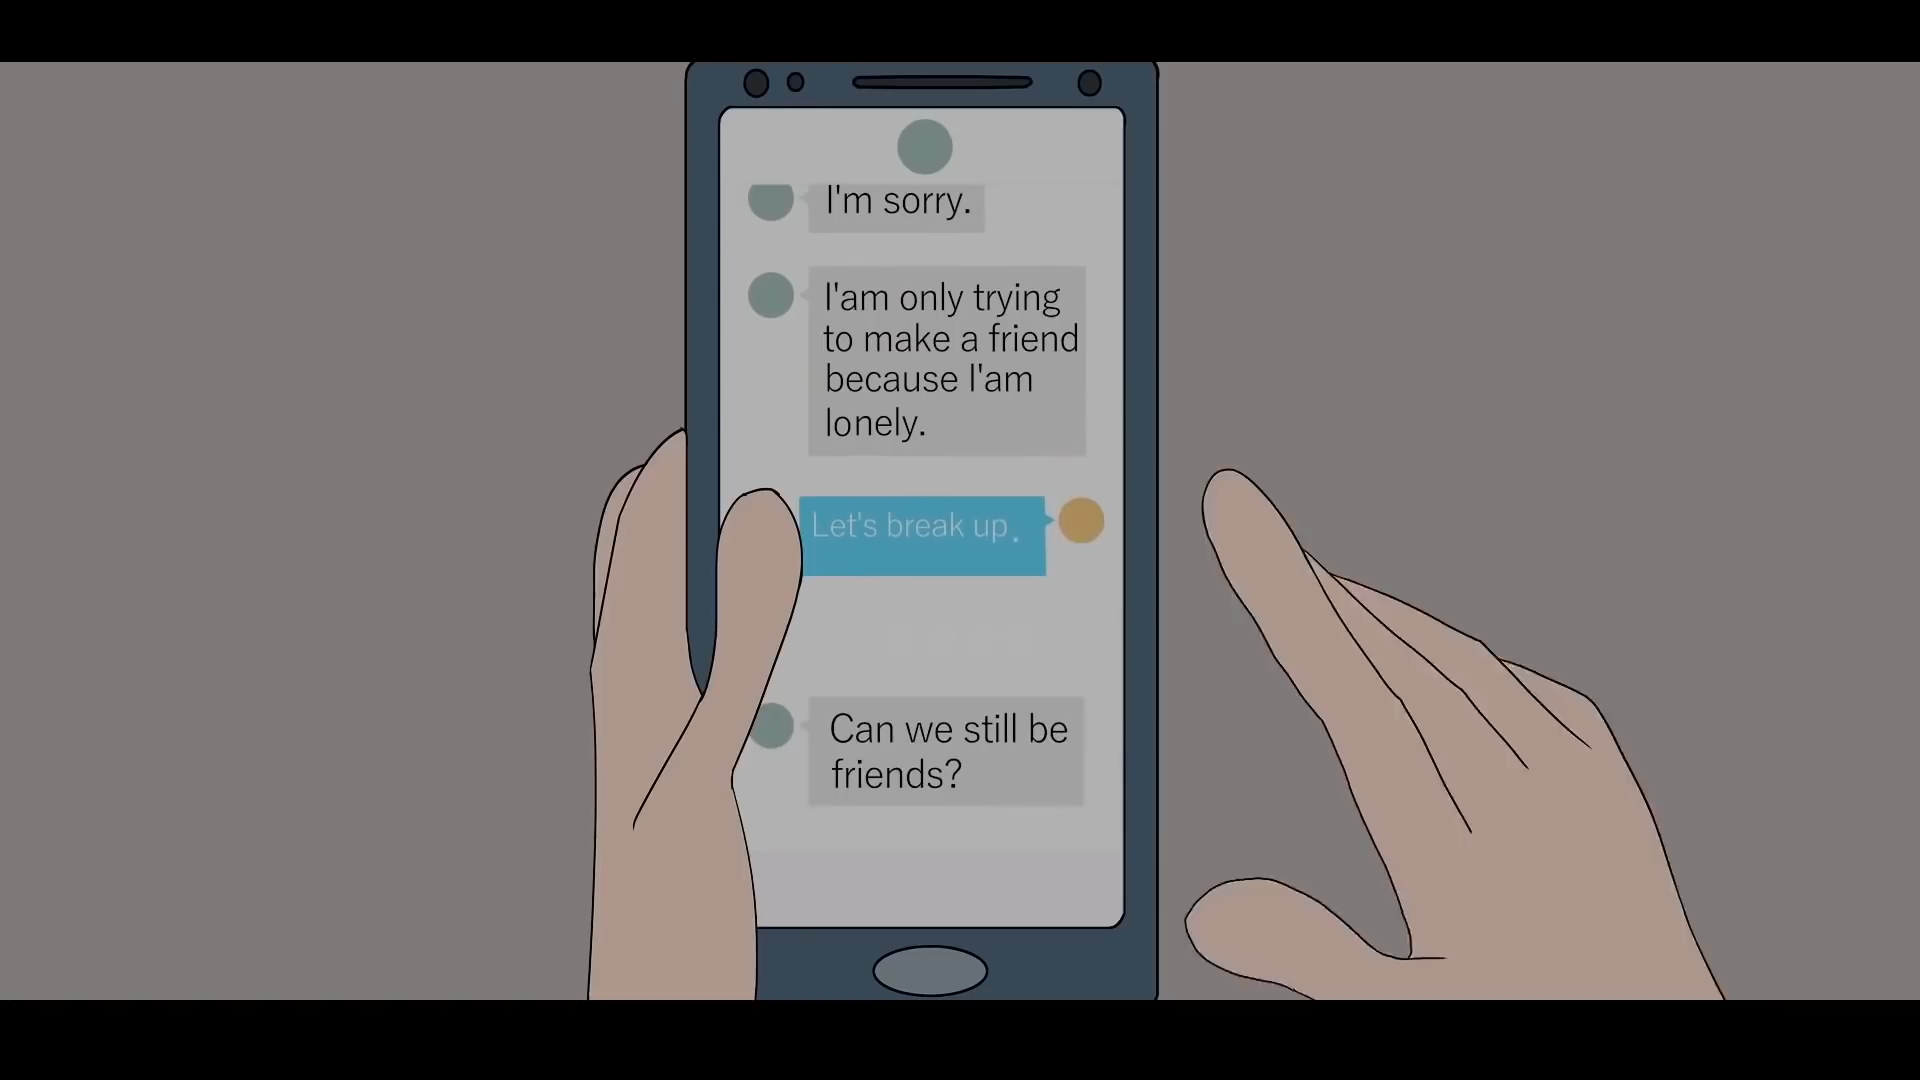 I'm sorry.
I'am only trying
to make a friend
because I'am
lonely.
Let's break up.
Can we still be
friends?